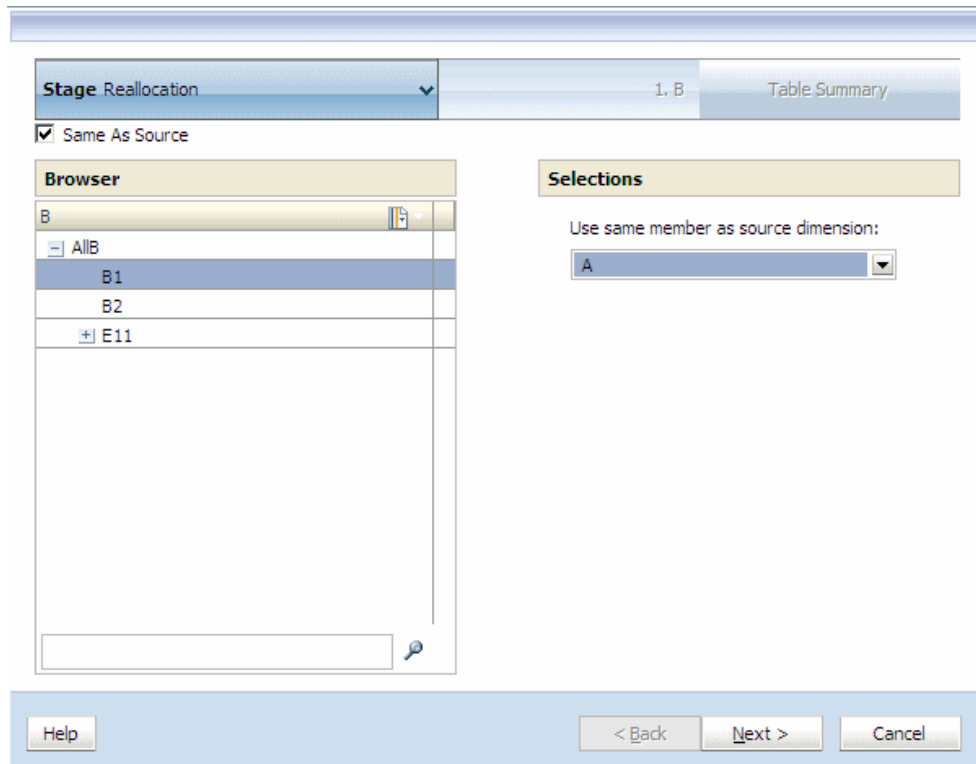 Stage Reallocation
1. B
Table Summary
Same As Source
Browser
Selections
B
AllB
B1
B2
E11
Use same member as source dimension:
A
Help
< Back
Next >
Cancel